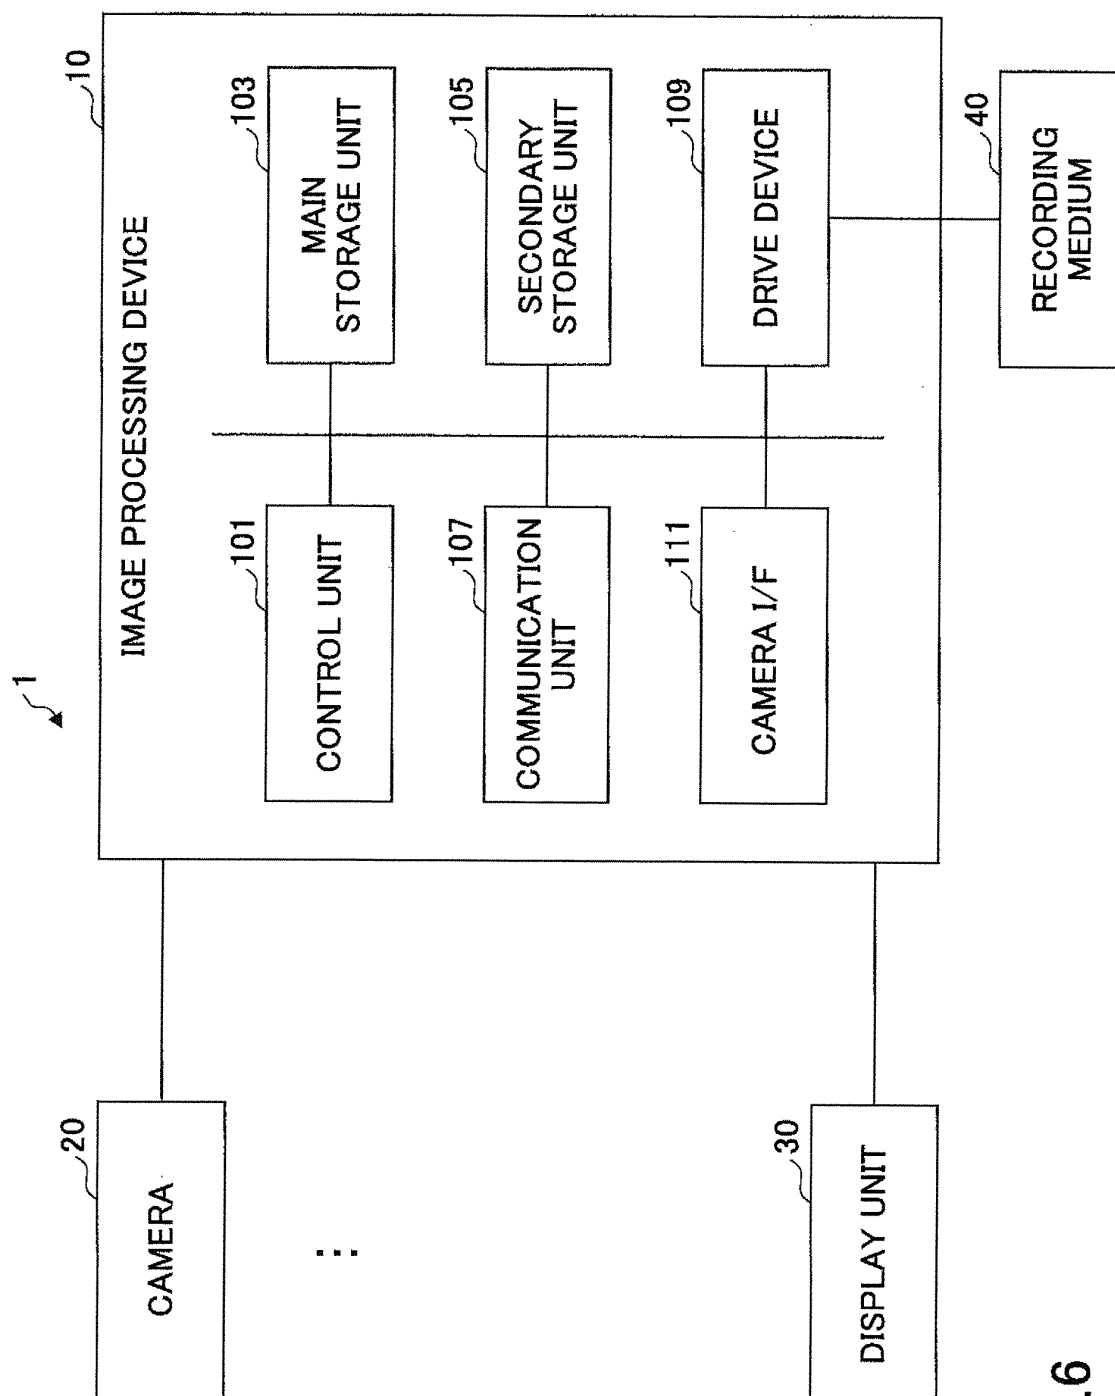 1
10
IMAGE PROCESSING DEVICE
20
CAMERA
⋮
101
CONTROL UNIT
103
MAIN
STORAGE UNIT
107
COMMUNICATION
UNIT
105
SECONDARY
STORAGE UNIT
30
DISPLAY UNIT
111
CAMERA I/F
109
DRIVE DEVICE
40
RECORDING
MEDIUM
.6